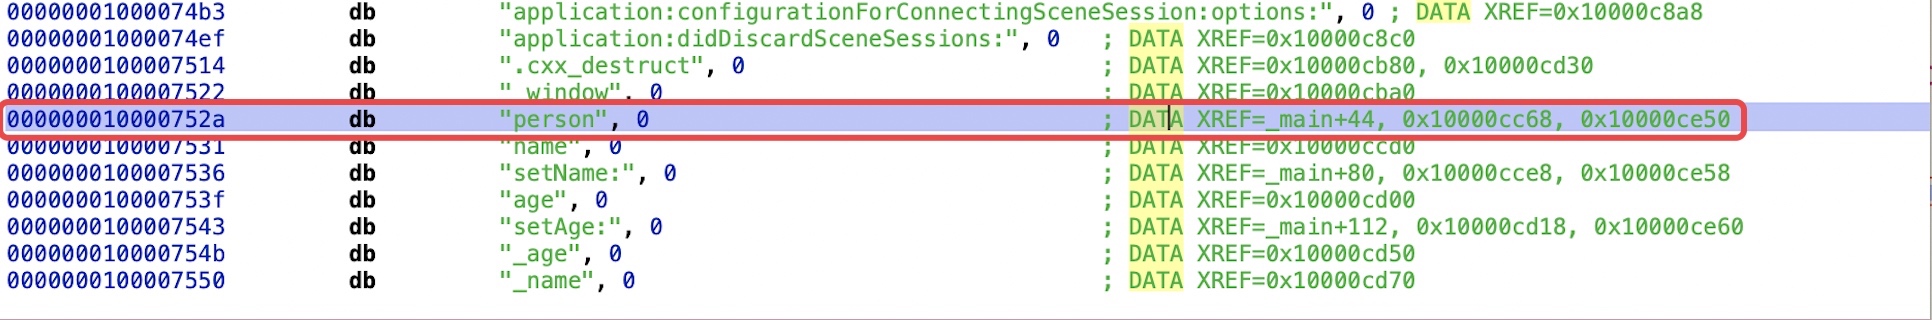 00000001000074b3 db "application:configurationForConnectingSceneSession:options:", 0 ; DATA XREF=0x10000c8a8
00000001000074ef db "application:didDiscardSceneSessions:", 0 ; DATA XREF=0x10000c8c0
0000000100007514 db ".cxx_destruct", 0 ; DATA XREF=0x10000cb80, 0x10000cd30
0000000100007522 db "_window", 0 ; DATA XREF=0x10000cba0
000000010000752a db "person", 0 ; DATA XREF=_main+44, 0x10000cc68, 0x10000ce50
0000000100007531 db "name", 0 ; DATA XREF=0x10000ccd0
0000000100007536 db "setName:", 0 ; DATA XREF=_main+80, 0x10000cce8, 0x10000ce58
000000010000753f db "age", 0 ; DATA XREF=0x10000cd00
0000000100007543 db "setAge:", 0 ; DATA XREF=_main+112, 0x10000cd18, 0x10000ce60
000000010000754b db "_age", 0 ; DATA XREF=0x10000cd50
0000000100007550 db "_name", 0 ; DATA XREF=0x10000cd70